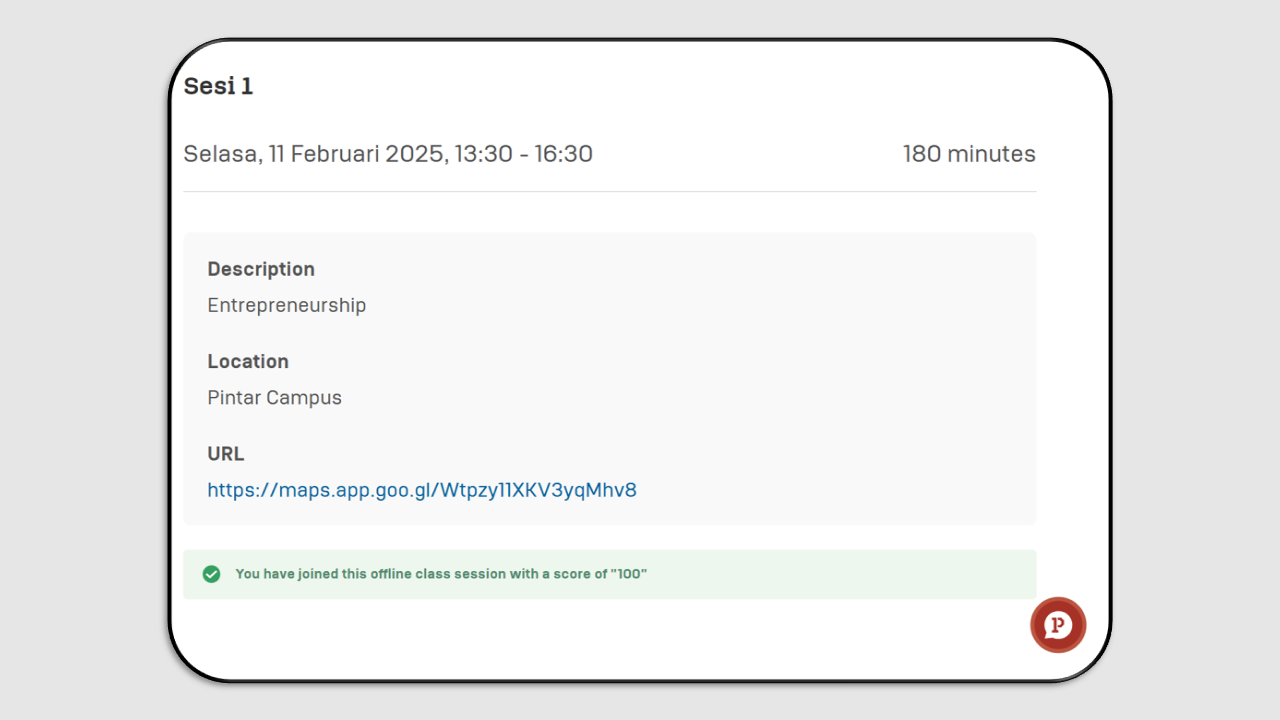 Sesi 1
Selasa, 11 Februari 2025, 13:30 - 16:30 180 minutes
Description
Entrepreneurship
Location
Pintar Campus
URL
https://maps.app.goo.gl/Wtpzy11XKV3yqMhv8
You have joined this offline class session with a score of "100"
P